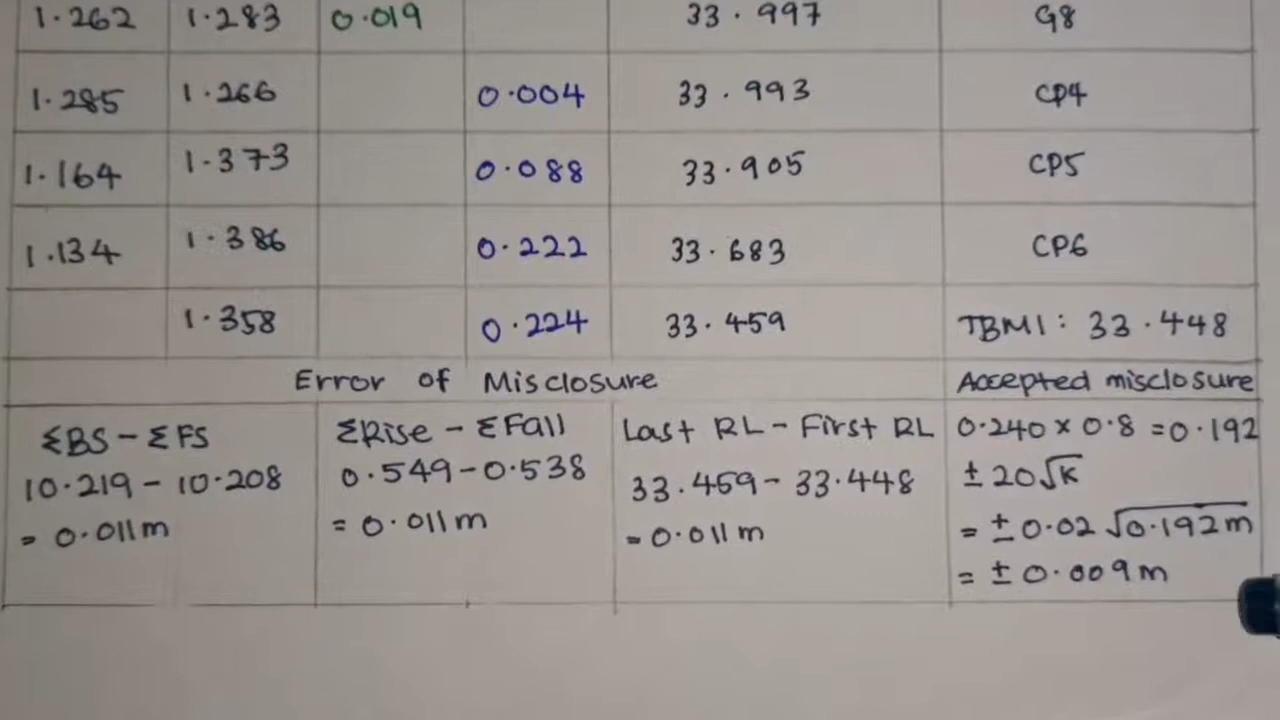 1.262 1.283 0.019 33.997 G8
1.285 1.266 0.004 33.993 CP4
1.164 1.373 0.088 33.905 CP5
1.134 1.386 0.222 33.683 CP6
1.358 0.224 33.459 TBM1: 33.448
Error of Misclosure
Accepted misclosure
ΣBS - ΣFS
10.219 - 10.208
= 0.011m
ΣRise - ΣFall
0.549 - 0.538
= 0.011m
Last RL - First RL
33.459 - 33.448
= 0.011m
0.240 x 0.8 = 0.192
± 20√K
= ± 0.02 √0.192m
= ± 0.009m